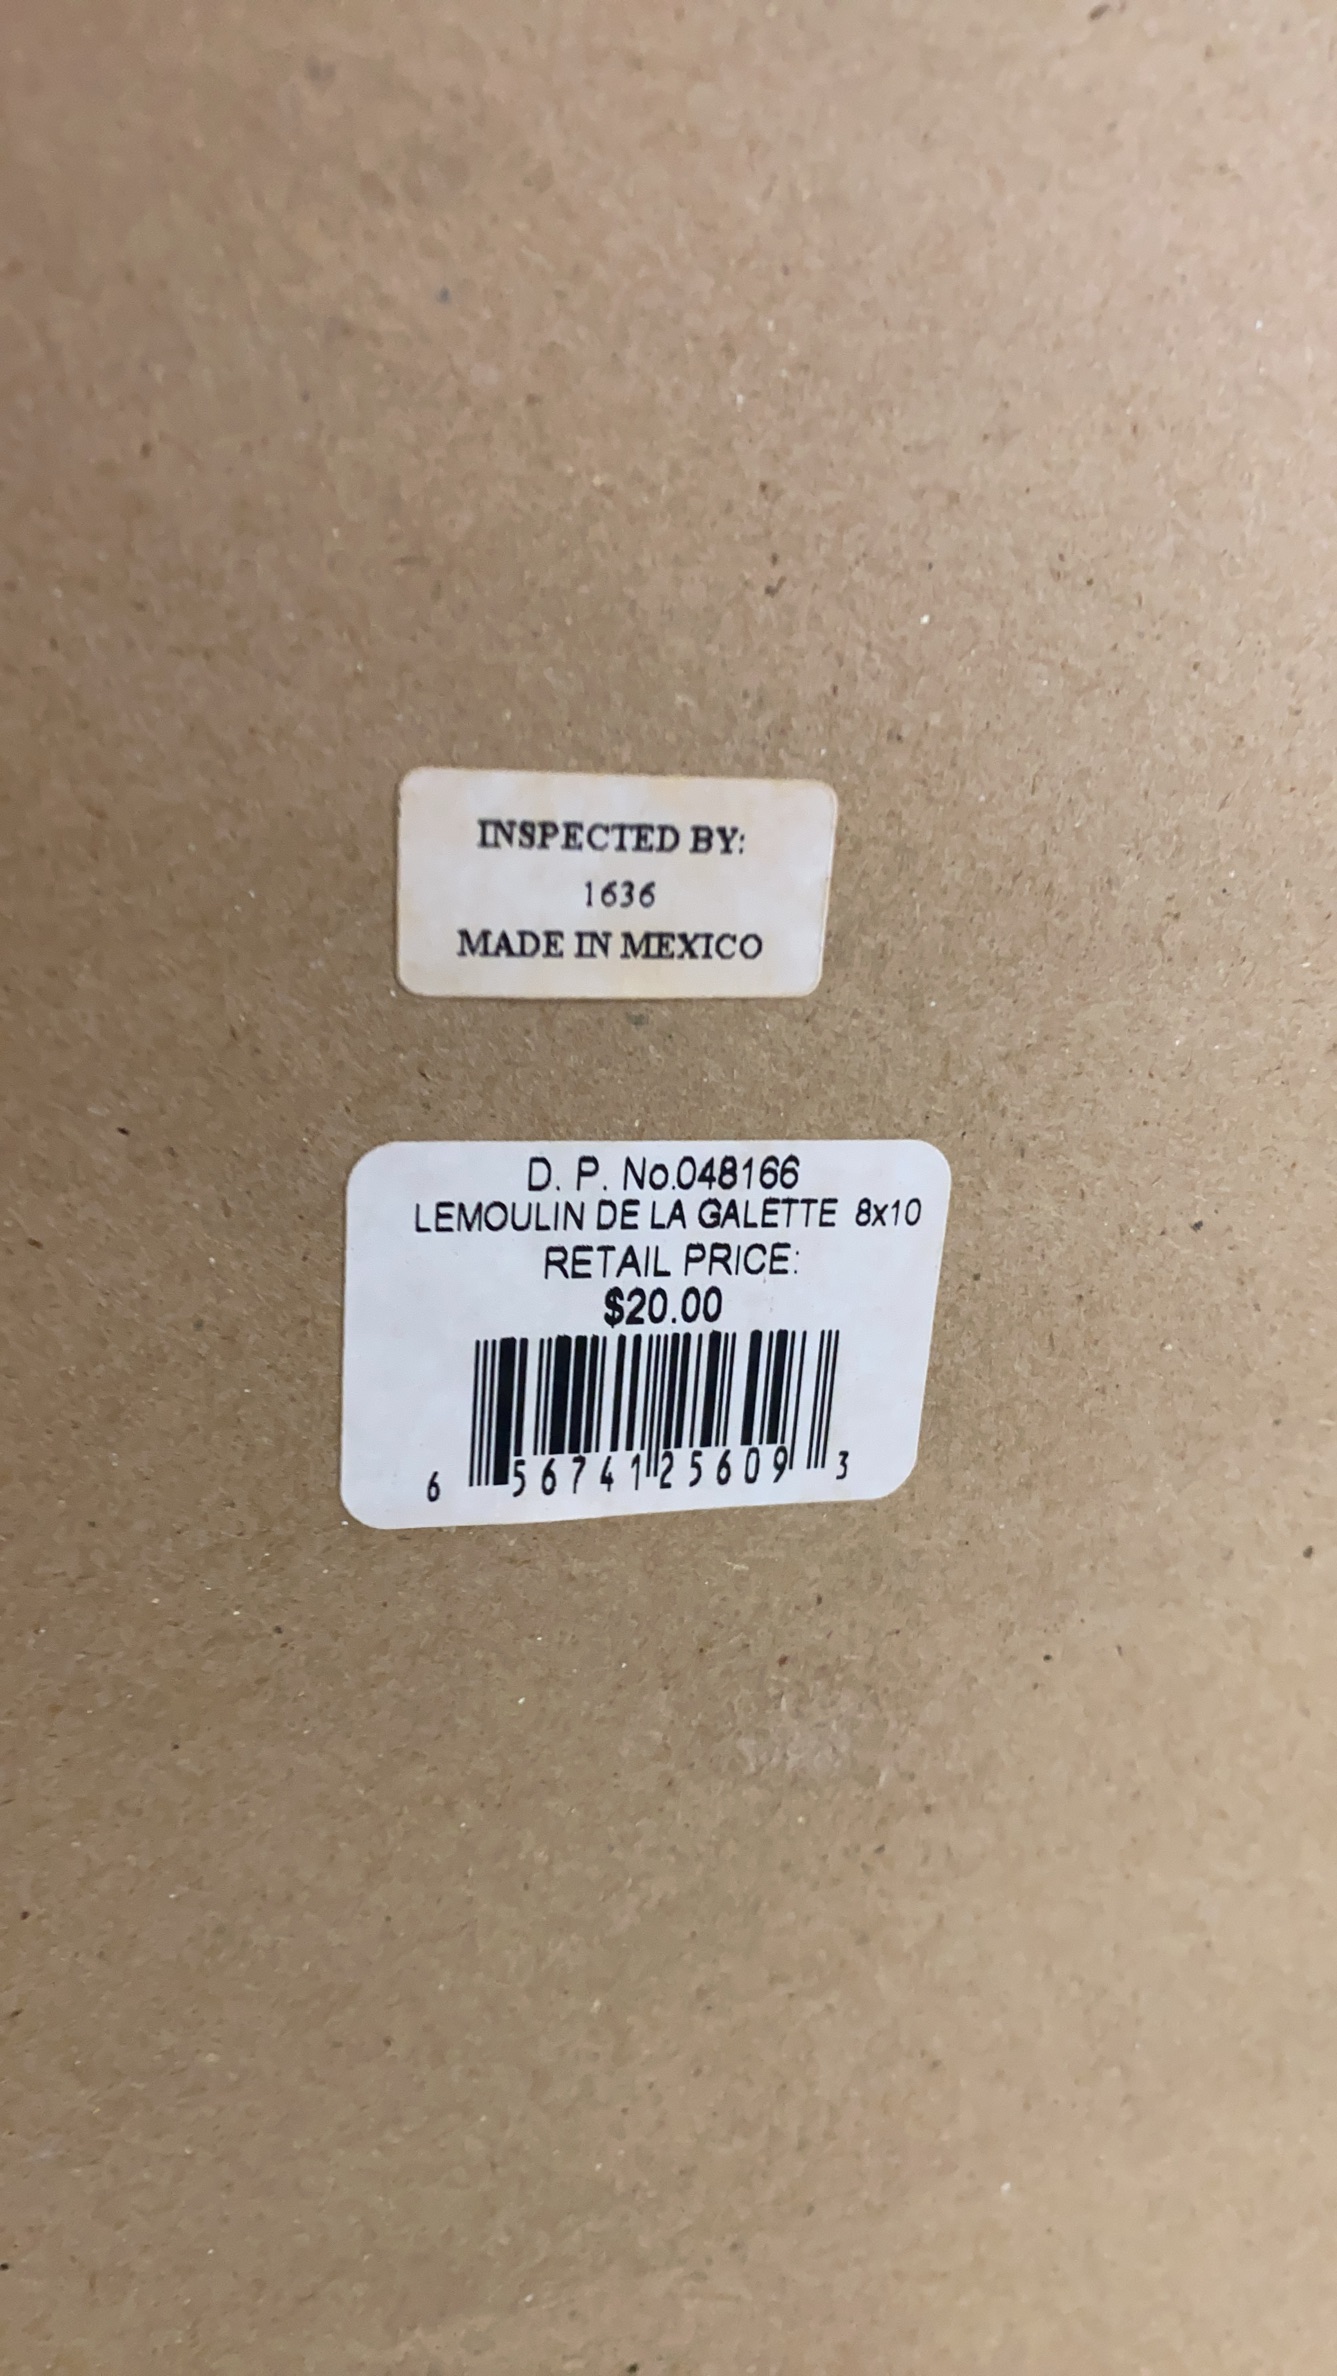 INSPECTED BY:
1636
MADE IN MEXICO
D. P. No.048166
LEMOULIN DE LA GALETTE 8x10
RETAIL PRICE:
$20.00
6 56741 25609 3